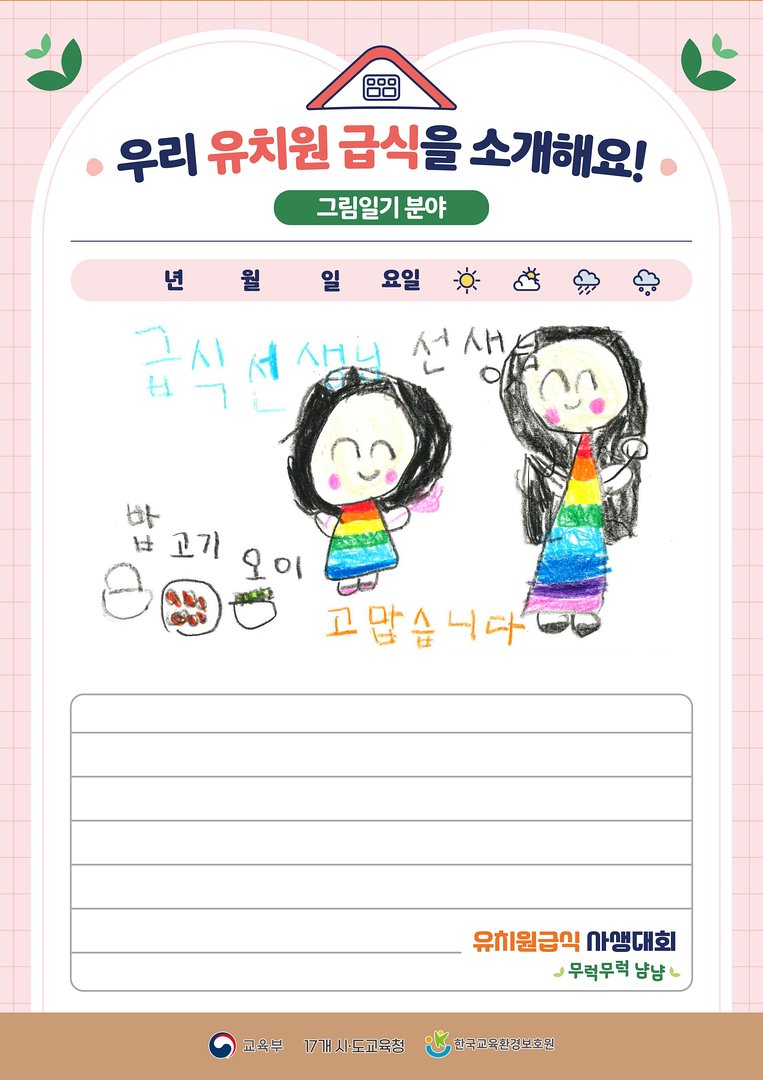 우리 유치원 급식을 소개해요!
그림일기 분야
년 월 일 요일
급식선생님 선생님
밥 고기 오이
고맙습니다
유치원급식 사생대회
무럭무럭 냠냠
교육부 17개 시·도교육청 한국교육환경보호원